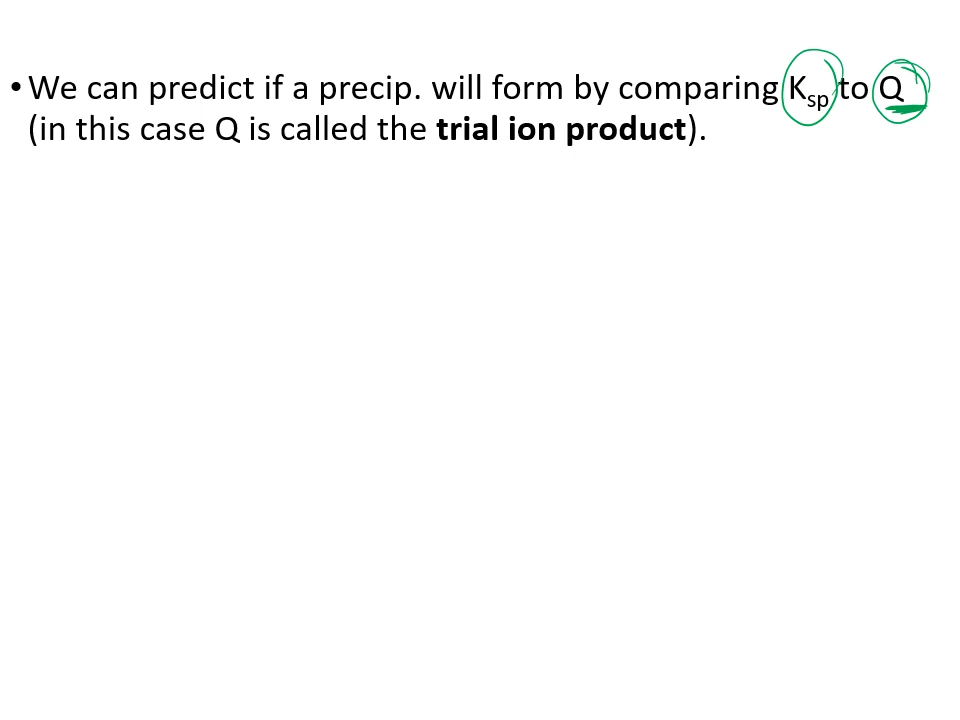 • We can predict if a precip. will form by comparing Ksp to Q
(in this case Q is called the trial ion product).